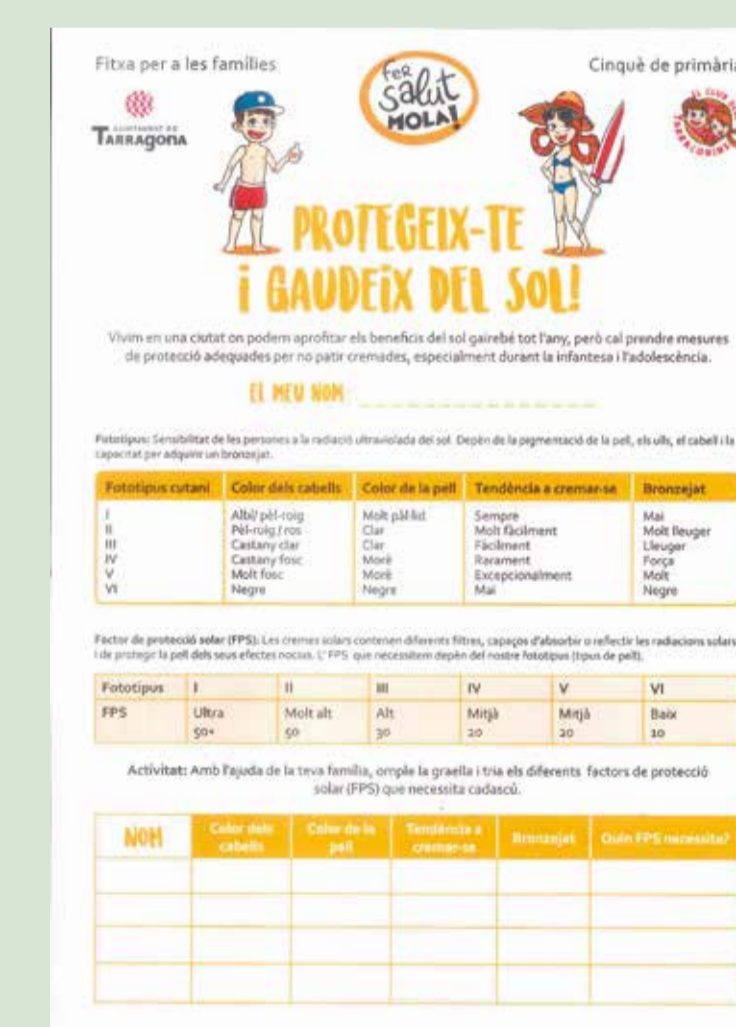 Fitxa per a les famílies
Fer
Salut
MOLA!
Cinquè de primària
AJUNTAMENT DE
TARRAGONA
EL CLUB DELS
TARRACONINS
PROTEGEIX-TE
i GAUDEIX DEL SOL!
Vivim en una ciutat on podem aprofitar els beneficis del sol gairebé tot l'any, però cal prendre mesures
de protecció adequades per no patir cremades, especialment durant la infantesa i l'adolescència.
EL MEU NOM
Fototipus: Sensibilitat de les persones a la radiació ultraviolada del sol. Depèn de la pigmentació de la pell, els ulls, el cabell i la
capacitat per adquirir un bronzejat.
Fototipus cutani Color dels cabells Color de la pell Tendència a cremar-se Bronzejat
I Albí/ pèl-roig Molt pàl·lid Sempre Mai
II Pèl-roig / ros Clar Molt fàcilment Molt lleuger
III Castany clar Clar Fàcilment Lleuger
IV Castany fosc Morè Rarament Força
V Molt fosc Morè Excepcionalment Molt
VI Negre Negre Mai Negre
Factor de protecció solar (FPS): Les cremes solars contenen diferents filtres, capaços d'absorbir o reflectir les radiacions solars
i de protegir la pell dels seus efectes nocius. L' FPS que necessitem depèn del nostre fototipus (tipus de pell).
Fototipus I II III IV V VI
FPS Ultra Molt alt Alt Mitjà Mitjà Baix
50+ 50 30 20 20 10
Activitat: Amb l'ajuda de la teva família, omple la graella i tria els diferents factors de protecció
solar (FPS) que necessita cadascú.
NOM Color dels cabells Color de la pell Tendència a cremar-se Bronzejat Quin FPS necessita?